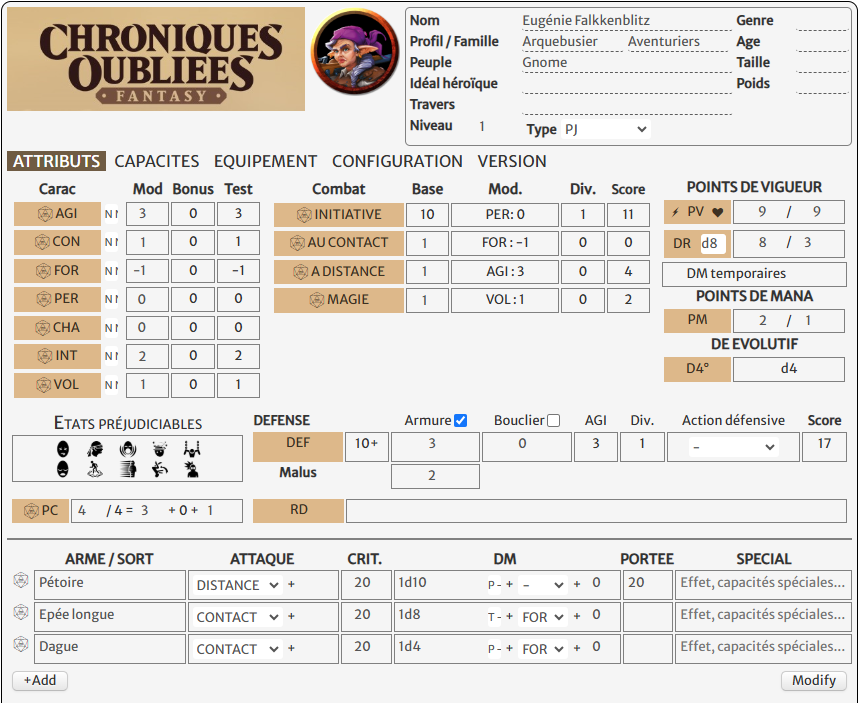 CHRONIQUES
OUBLIEES
FANTASY
Nom Eugénie Falkkenblitz Genre
Profil / Famille Arquebusier Aventuriers Age
Peuple Gnome Taille
Idéal héroïque Poids
Travers
Niveau 1 Type PJ
ATTRIBUTS CAPACITES EQUIPEMENT CONFIGURATION VERSION
Carac Mod Bonus Test Combat Base Mod. Div. Score POINTS DE VIGUEUR
AGI N 3 0 3 INITIATIVE 10 PER: 0 1 11 PV 9 / 9
CON N 1 0 1 AU CONTACT 1 FOR : -1 0 0 DR d8 8 / 3
FOR N -1 0 -1 A DISTANCE 1 AGI : 3 0 4 DM temporaires
PER N 0 0 0 MAGIE 1 VOL : 1 0 2 POINTS DE MANA
CHA N 0 0 0 PM 2 / 1
INT N 2 0 2 DE EVOLUTIF
VOL N 1 0 1 D4° d4
ETATS PRÉJUDICIABLES DEFENSE Armure Bouclier AGI Div. Action défensive Score
DEF 10+ 3 0 3 1 – 17
Malus 2
PC 4 / 4 = 3 + 0 + 1 RD
ARME / SORT ATTAQUE CRIT. DM PORTEE SPECIAL
Pétoire DISTANCE + 20 1d10 P - + – + 0 20 Effet, capacités spéciales...
Epée longue CONTACT + 20 1d8 T - + FOR + 0 Effet, capacités spéciales...
Dague CONTACT + 20 1d4 P - + FOR + 0 Effet, capacités spéciales...
+Add Modify